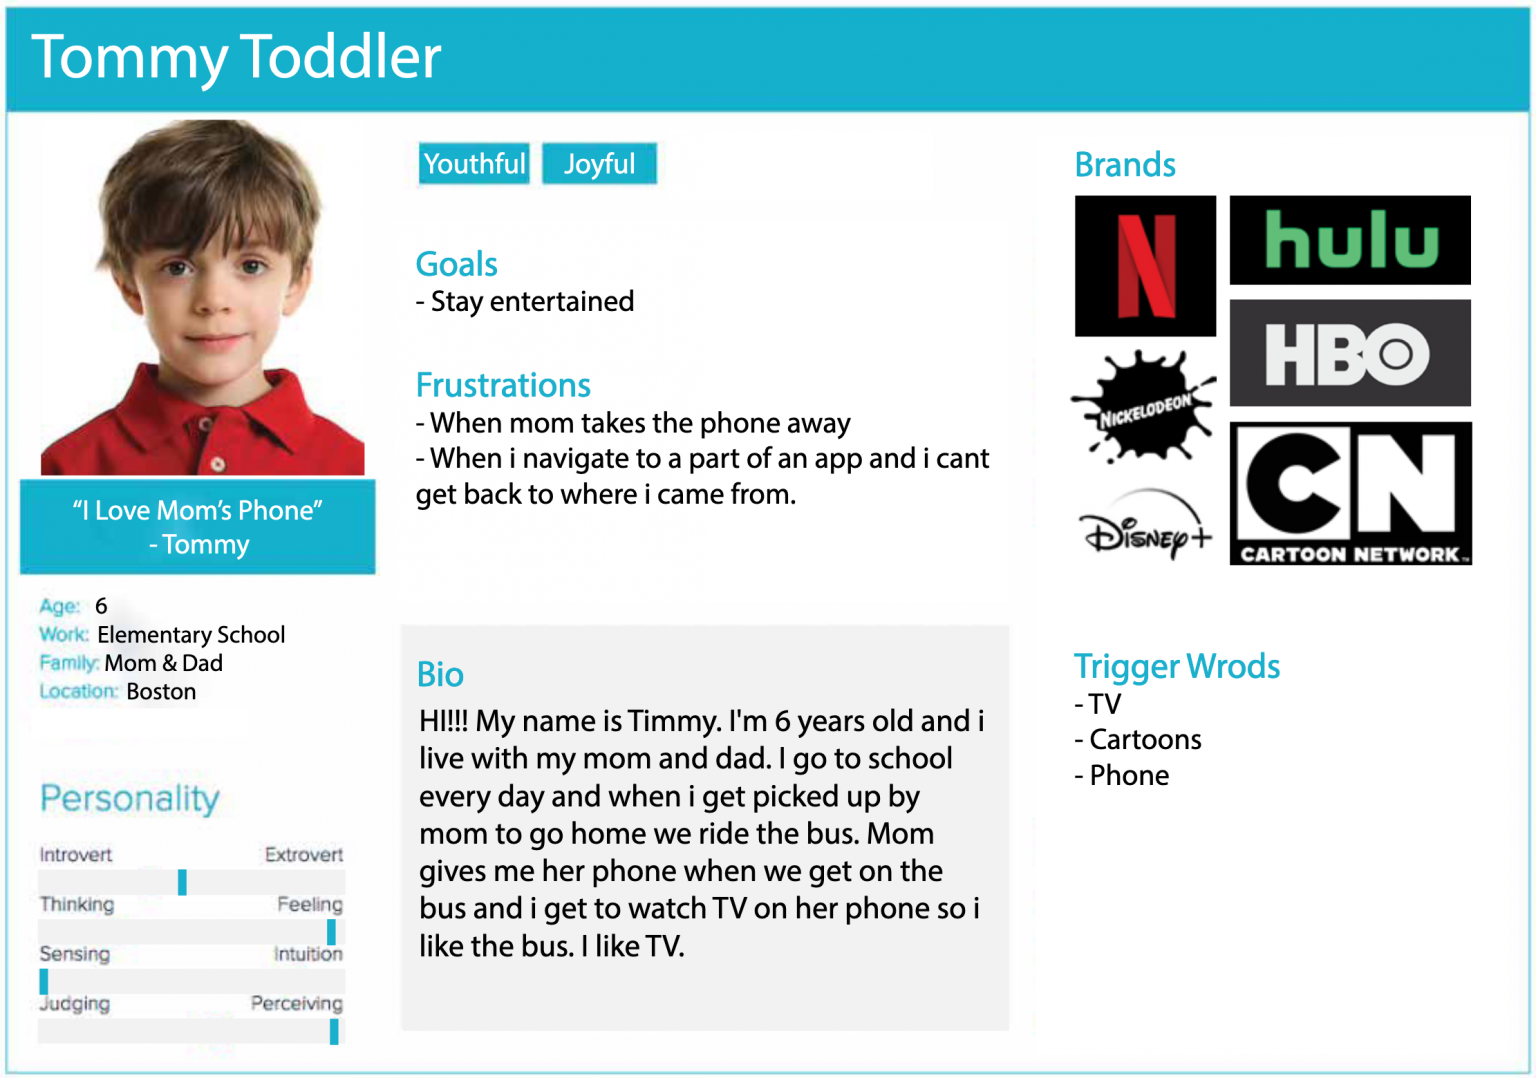 Tommy Toddler
“I Love Mom’s Phone”
- Tommy
Age: 6
Work: Elementary School
Family: Mom & Dad
Location: Boston
Personality
Introvert Extrovert
Thinking Feeling
Sensing Intuition
Judging Perceiving
Youthful Joyful
Goals
- Stay entertained
Frustrations
- When mom takes the phone away
- When i navigate to a part of an app and i cant
get back to where i came from.
Bio
HI!!! My name is Timmy. I'm 6 years old and i
live with my mom and dad. I go to school
every day and when i get picked up by
mom to go home we ride the bus. Mom
gives me her phone when we get on the
bus and i get to watch TV on her phone so i
like the bus. I like TV.
Brands
N
hulu
HBO
NICKELODEON
CN
CARTOON NETWORK™
Disney+
Trigger Wrods
- TV
- Cartoons
- Phone